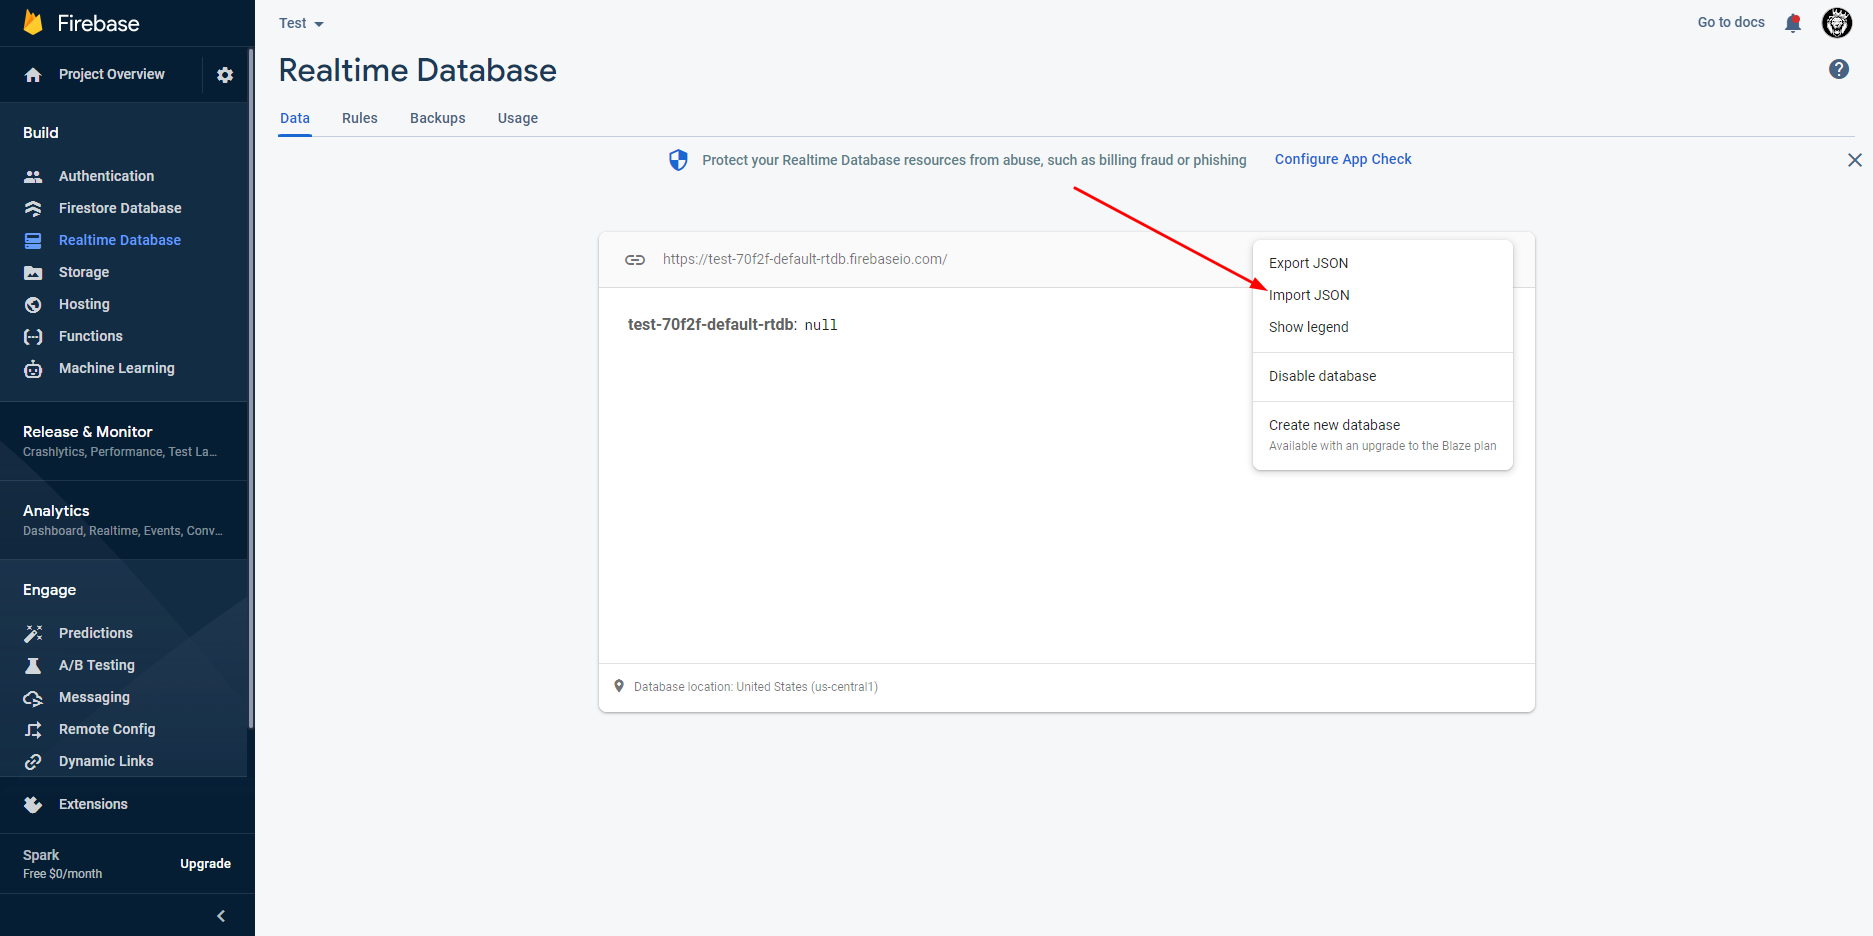 Firebase
Project Overview
Build
Authentication
Firestore Database
Realtime Database
Storage
Hosting
Functions
Machine Learning
Release & Monitor
Crashlytics, Performance, Test La...
Analytics
Dashboard, Realtime, Events, Conv...
Engage
Predictions
A/B Testing
Messaging
Remote Config
Dynamic Links
Extensions
Spark
Free $0/month
Upgrade
Test
Go to docs
Realtime Database
Data
Rules
Backups
Usage
Protect your Realtime Database resources from abuse, such as billing fraud or phishing
Configure App Check
https://test-70f2f-default-rtdb.firebaseio.com/
test-70f2f-default-rtdb: null
Export JSON
Import JSON
Show legend
Disable database
Create new database
Available with an upgrade to the Blaze plan
Database location: United States (us-central1)